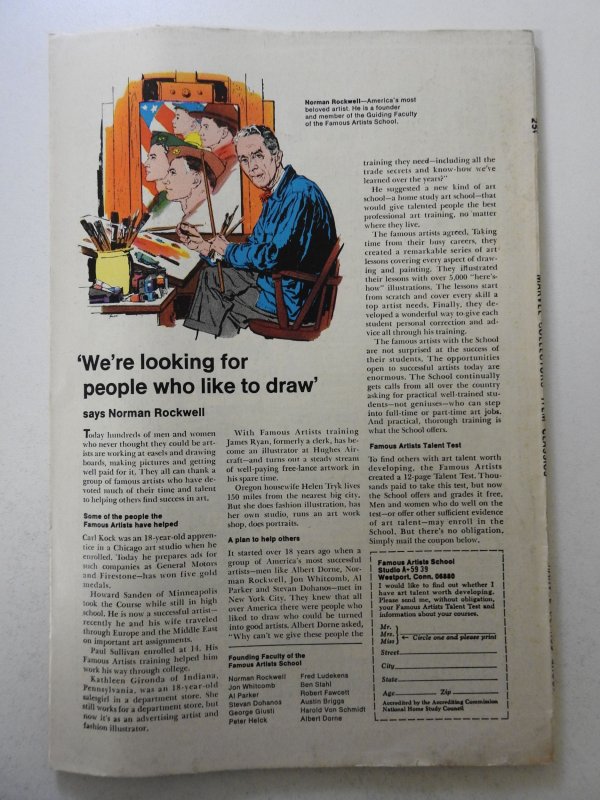 Norman Rockwell—America's most
beloved artist. He is a founder
and member of the Guiding Faculty
of the Famous Artists School.
'We're looking for
people who like to draw'
says Norman Rockwell
Today hundreds of men and women
who never thought they could be art-
ists are working at easels and drawing
boards, making pictures and getting
well paid for it. They all can thank a
group of famous artists who have de-
voted much of their time and talent
to helping others find success in art.
Some of the people the
Famous Artists have helped
Carl Kock was an 18-year-old appren-
tice in a Chicago art studio when he
enrolled. Today he prepares ads for
such companies as General Motors
and Firestone—has won five gold
medals.
Howard Sanden of Minneapolis
took the Course while still in high
school. He is now a successful artist—
recently he and his wife traveled
through Europe and the Middle East
on important art assignments.
Paul Sullivan enrolled at 14. His
Famous Artists training helped him
work his way through college.
Kathleen Gironda of Indiana,
Pennsylvania, was an 18-year-old
salesgirl in a department store. She
still works for a department store, but
now it's as an advertising artist and
fashion illustrator.
With Famous Artists training
James Ryan, formerly a clerk, has be-
come an illustrator at Hughes Air-
craft—and turns out a steady stream
of well-paying free-lance artwork in
his spare time.
Oregon housewife Helen Tryk lives
150 miles from the nearest big city.
But she does fashion illustration, has
her own studio, runs an art work
shop, does portraits.
A plan to help others
It started over 18 years ago when a
group of America's most successful
artists—men like Albert Dorne, Nor-
man Rockwell, Jon Whitcomb, Al
Parker and Stevan Dohanos—met in
New York City. They knew that all
over America there were people who
liked to draw who could be turned
into good artists. Albert Dorne asked,
"Why can't we give these people the
Founding Faculty of the
Famous Artists School
Norman Rockwell
Jon Whitcomb
Al Parker
Stevan Dohanos
George Giusti
Peter Helck
Fred Ludekens
Ben Stahl
Robert Fawcett
Austin Briggs
Harold Von Schmidt
Albert Dorne
training they need—including all the
trade secrets and know-how we've
learned over the years?"
He suggested a new kind of art
school—a home study art school—that
would give talented people the best
professional art training, no matter
where they live.
The famous artists agreed. Taking
time from their busy careers, they
created a remarkable series of art
lessons covering every aspect of draw-
ing and painting. They illustrated
their lessons with over 5,000 "here's-
how" illustrations. The lessons start
from scratch and cover every skill a
top artist needs. Finally, they de-
veloped a wonderful way to give each
student personal correction and ad-
vice all through his training.
The famous artists with the School
are not surprised at the success of
their students. The opportunities
open to successful artists today are
enormous. The School continually
gets calls from all over the country
asking for practical well-trained stu-
dents—not geniuses—who can step
into full-time or part-time art jobs.
And practical, thorough training is
what the School offers.
Famous Artists Talent Test
To find others with art talent worth
developing, the Famous Artists
created a 12-page Talent Test. Thou-
sands paid to take this test, but now
the School offers and grades it free.
Men and women who do well on the
test—or offer other sufficient evidence
of art talent—may enroll in the
School. But there's no obligation.
Simply mail the coupon below.
Famous Artists School
Studio A-5939
Westport, Conn. 06880
I would like to find out whether I
have art talent worth developing.
Please send me, without obligation,
your Famous Artists Talent Test and
information about your courses.
Mr.
Mrs.
Miss
← Circle one and please print
Street
City
State
Age Zip
Accredited by the Accrediting Commission
National Home Study Council
25¢
MARVEL COLLECTORS' ITEM CLASSICS